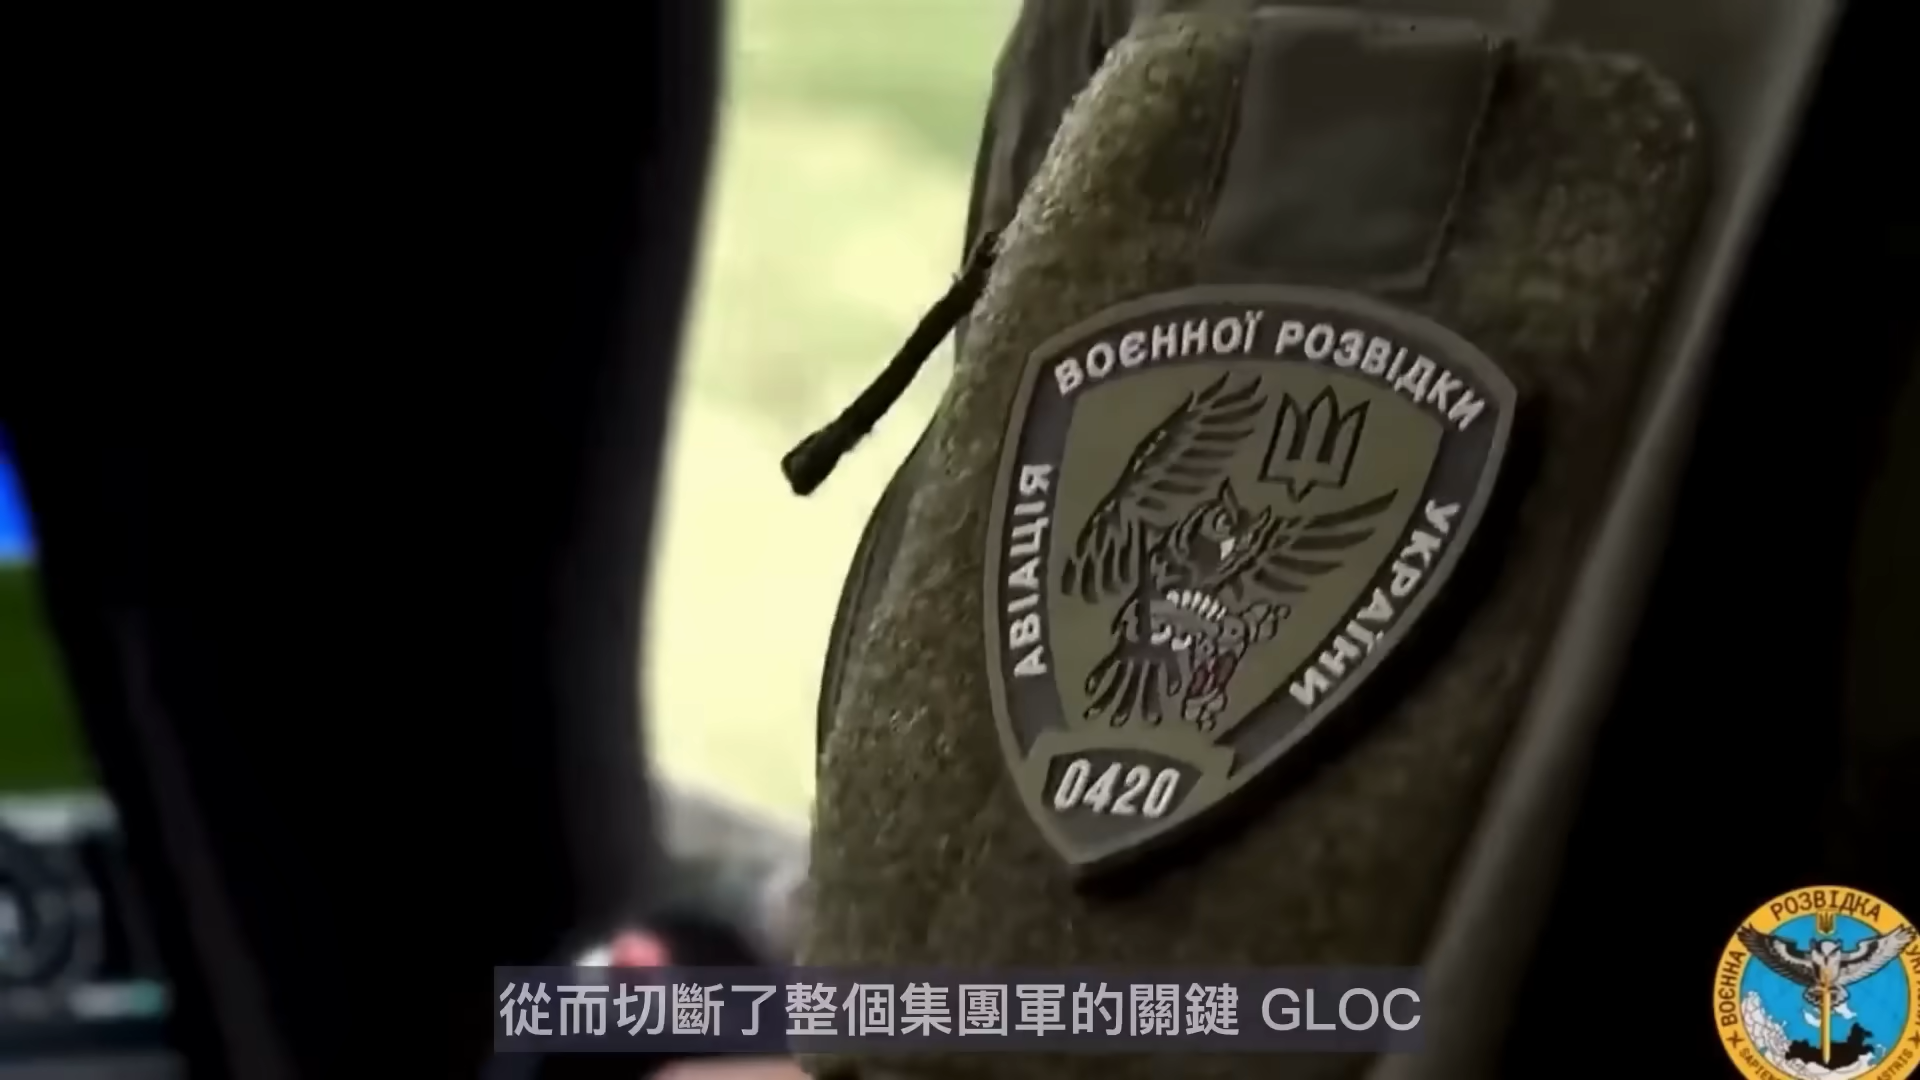 АВІАЦІЯ
ВОЄННОЇ РОЗВІДКИ
УКРАЇНИ
0420
ВОЄННА
РОЗВІДКА
從而切斷了整個集團軍的關鍵 GLOC